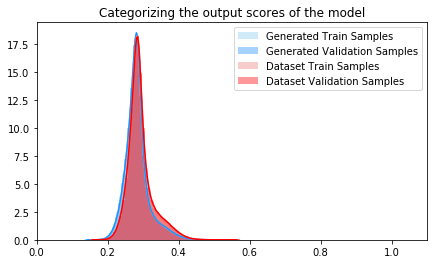 Categorizing the output scores of the model
Generated Train Samples
Generated Validation Samples
Dataset Train Samples
Dataset Validation Samples
17.5
15.0
12.5
10.0
7.5
5.0
2.5
0.0
0.0 0.2 0.4 0.6 0.8 1.0